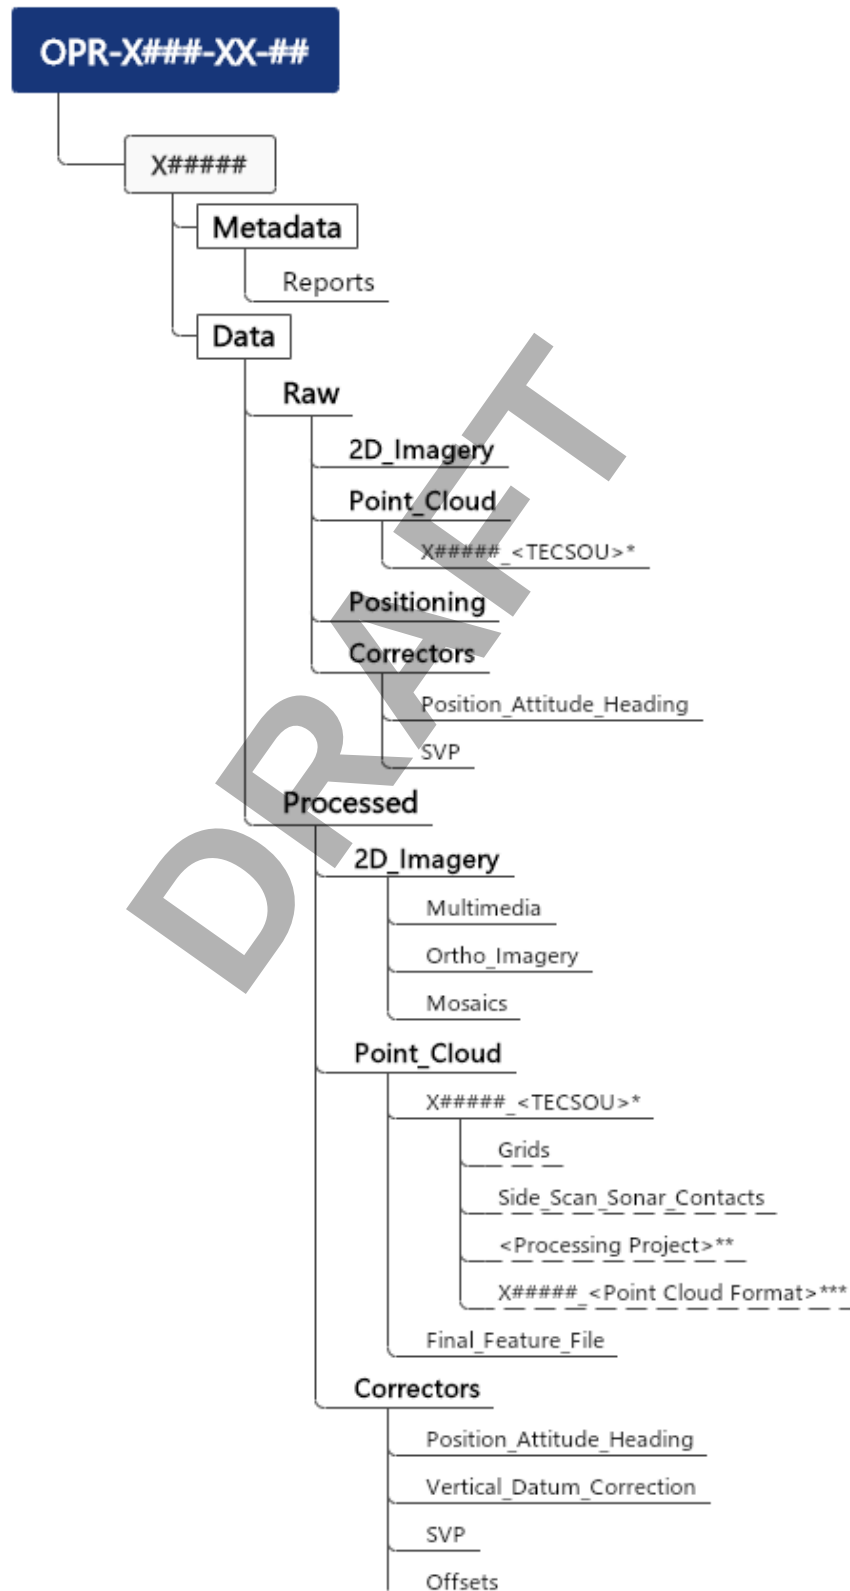 OPR-X###-XX-##
X#####
Metadata
Reports
Data
Raw
2D_Imagery
Point_Cloud
X#####_<TECSOU>*
Positioning
Correctors
Position_Attitude_Heading
SVP
Processed
2D_Imagery
Multimedia
Ortho_Imagery
Mosaics
Point_Cloud
X#####_<TECSOU>*
Grids
Side_Scan_Sonar_Contacts
<Processing Project>**
X#####_<Point Cloud Format>***
Final_Feature_File
Correctors
Position_Attitude_Heading
Vertical_Datum_Correction
SVP
Offsets
DRAFT